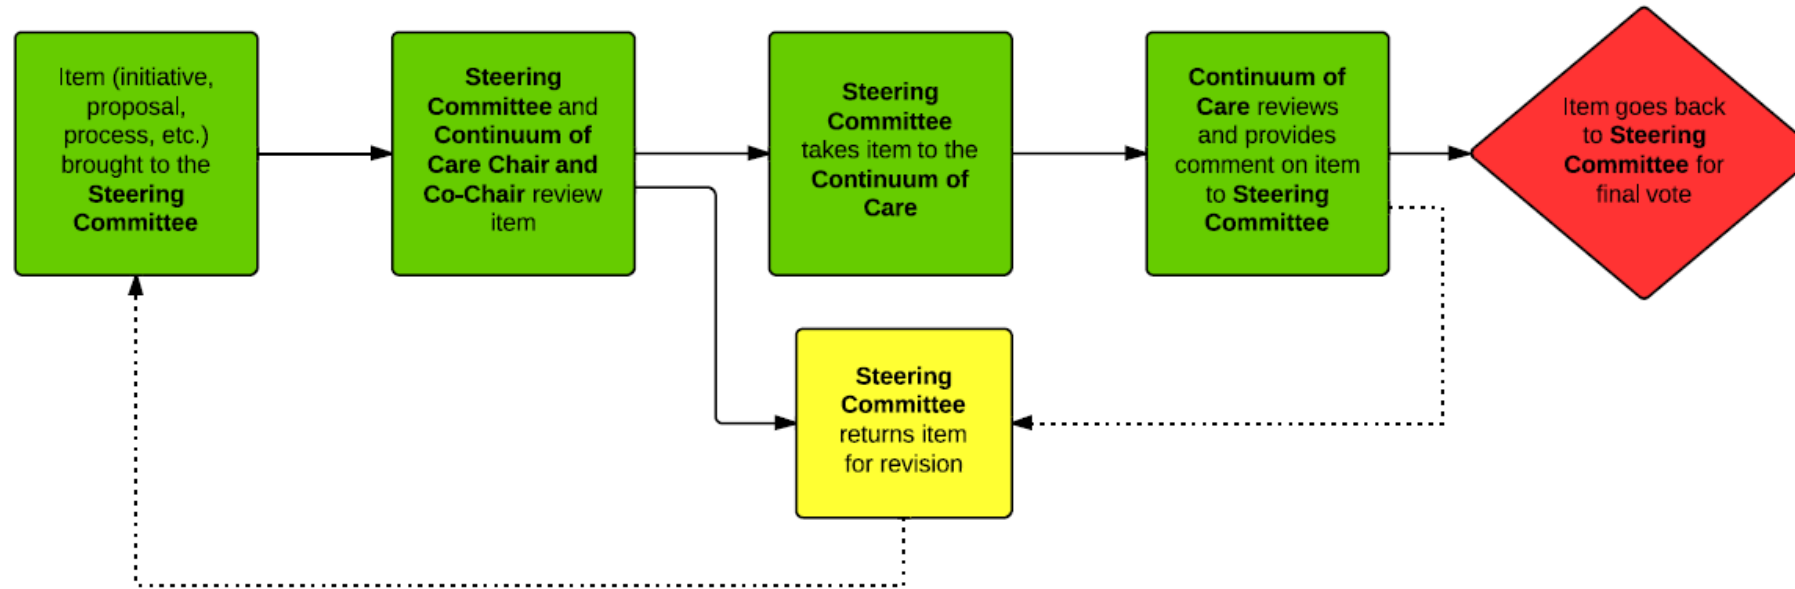 Item (initiative,
proposal,
process, etc.)
brought to the
Steering
Committee
Steering
Committee and
Continuum of
Care Chair and
Co-Chair review
item
Steering
Committee
takes item to the
Continuum of
Care
Continuum of
Care reviews
and provides
comment on item
to Steering
Committee
Item goes back
to Steering
Committee for
final vote
Steering
Committee
returns item
for revision